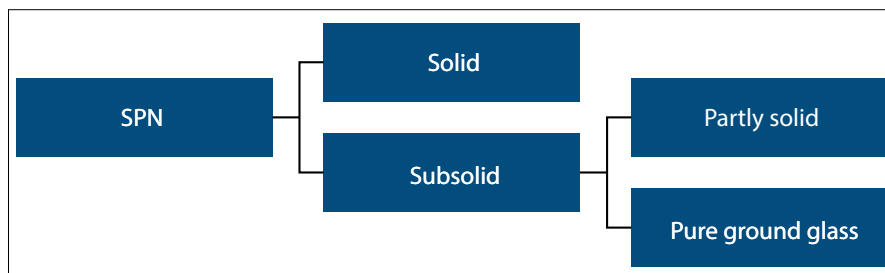 SPN
Solid
Subsolid
Partly solid
Pure ground glass